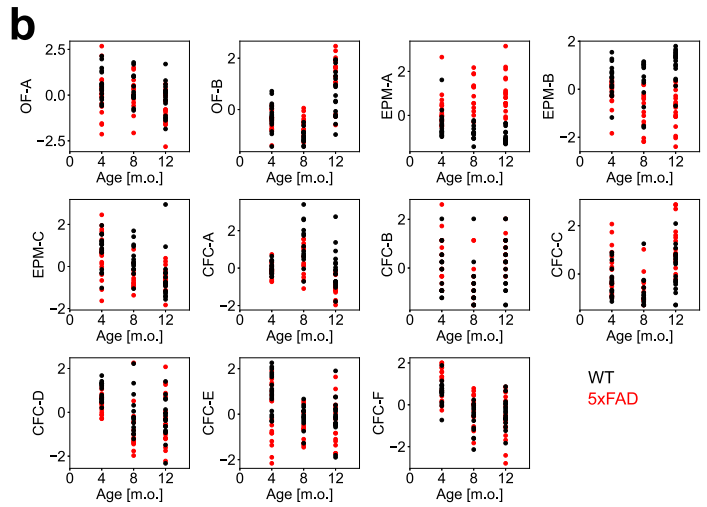 b
OF-A
2.5
0.0
−2.5
0 4 8 12
Age [m.o.]
OF-B
2
0
0 4 8 12
Age [m.o.]
EPM-A
2
0
0 4 8 12
Age [m.o.]
EPM-B
2
0
−2
0 4 8 12
Age [m.o.]
EPM-C
2
0
−2
0 4 8 12
Age [m.o.]
CFC-A
2
0
−2
0 4 8 12
Age [m.o.]
CFC-B
2
0
0 4 8 12
Age [m.o.]
CFC-C
2
0
0 4 8 12
Age [m.o.]
CFC-D
2
0
−2
0 4 8 12
Age [m.o.]
CFC-E
2
0
−2
0 4 8 12
Age [m.o.]
CFC-F
2
0
−2
0 4 8 12
Age [m.o.]
WT
5xFAD